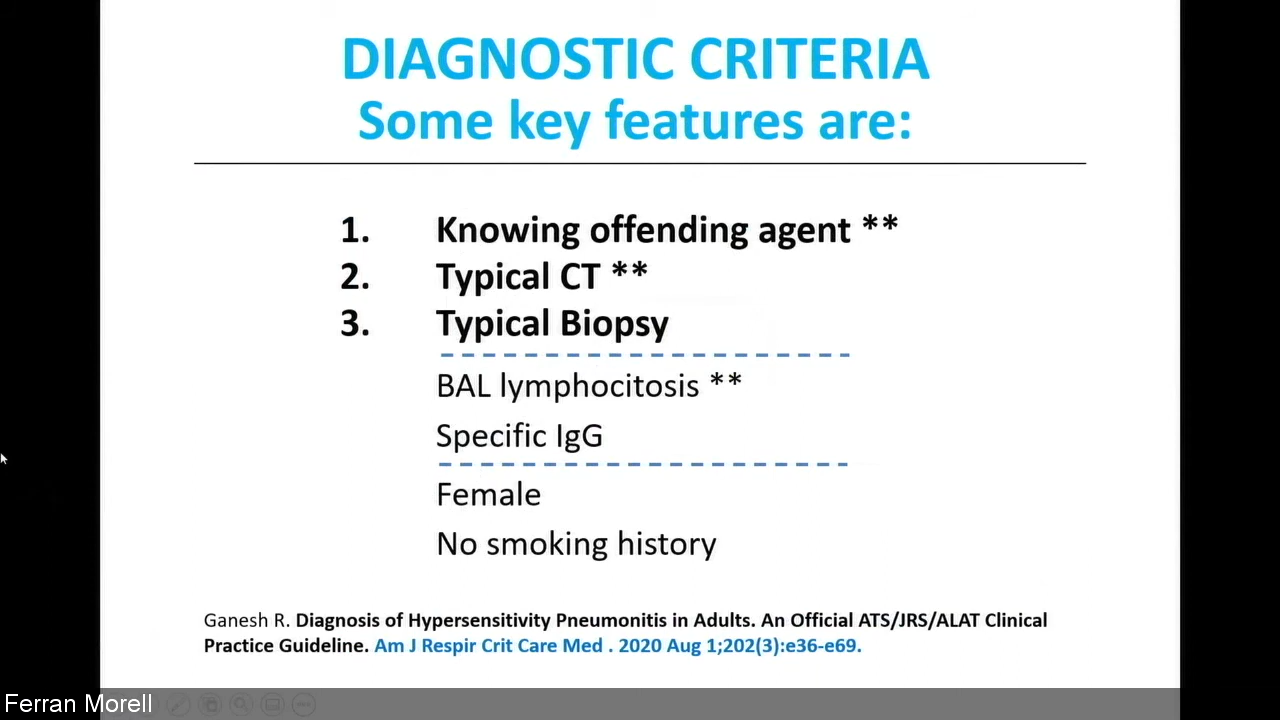 DIAGNOSTIC CRITERIA
Some key features are:
1. Knowing offending agent **
2. Typical CT **
3. Typical Biopsy
BAL lymphocitosis **
Specific IgG
Female
No smoking history
Ganesh R. Diagnosis of Hypersensitivity Pneumonitis in Adults. An Official ATS/JRS/ALAT Clinical
Practice Guideline. Am J Respir Crit Care Med . 2020 Aug 1;202(3):e36-e69.
Ferran Morell